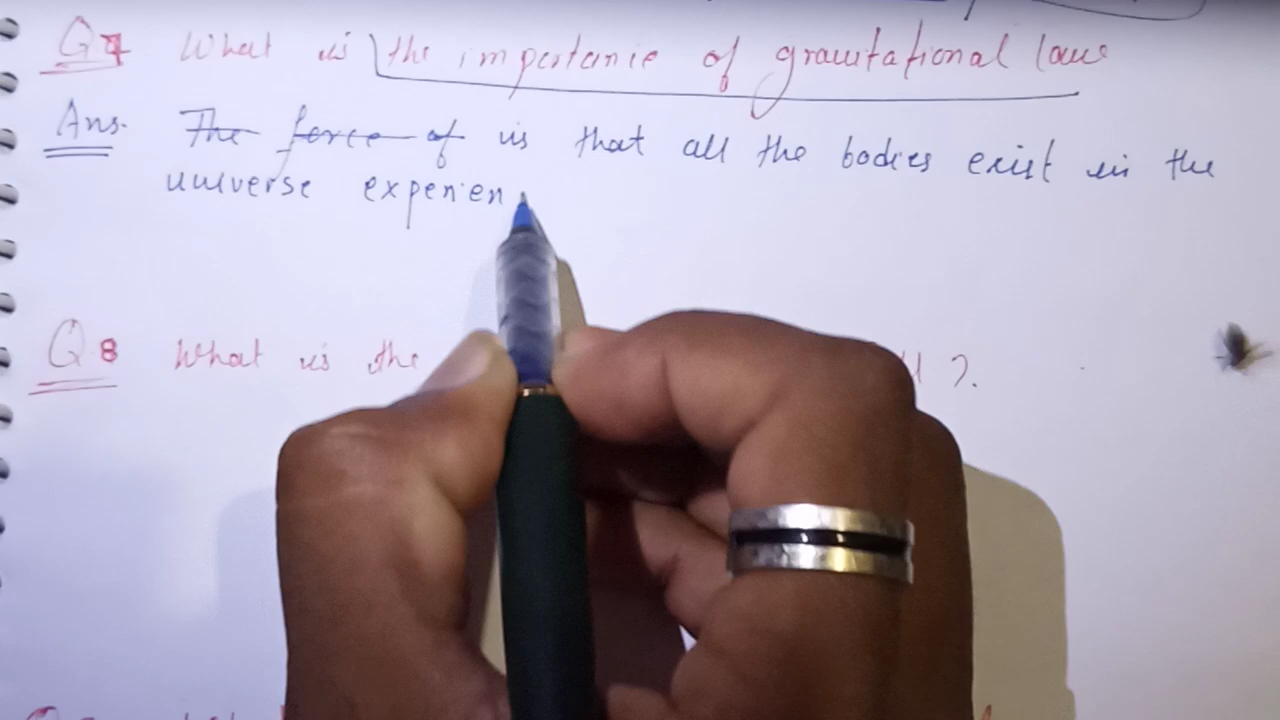 Q7 What is the importance of gravitational law
Ans. The force of is that all the bodies exist in the
universe experien
Q8 What is the ?